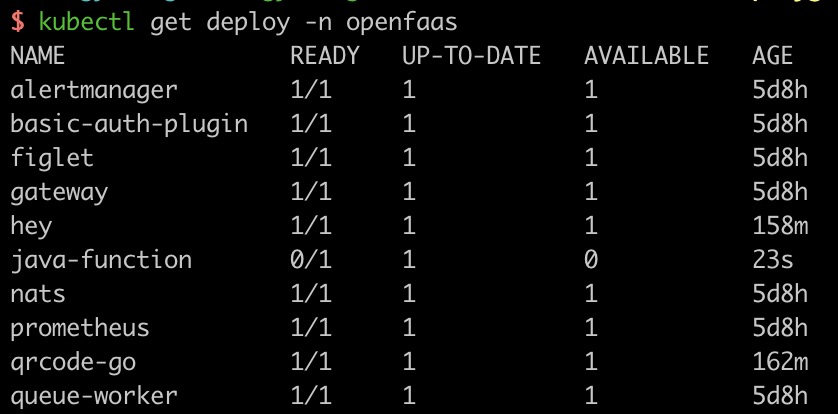 $ kubectl get deploy -n openfaas
NAME READY UP-TO-DATE AVAILABLE AGE
alertmanager 1/1 1 1 5d8h
basic-auth-plugin 1/1 1 1 5d8h
figlet 1/1 1 1 5d8h
gateway 1/1 1 1 5d8h
hey 1/1 1 1 158m
java-function 0/1 1 0 23s
nats 1/1 1 1 5d8h
prometheus 1/1 1 1 5d8h
qrcode-go 1/1 1 1 162m
queue-worker 1/1 1 1 5d8h